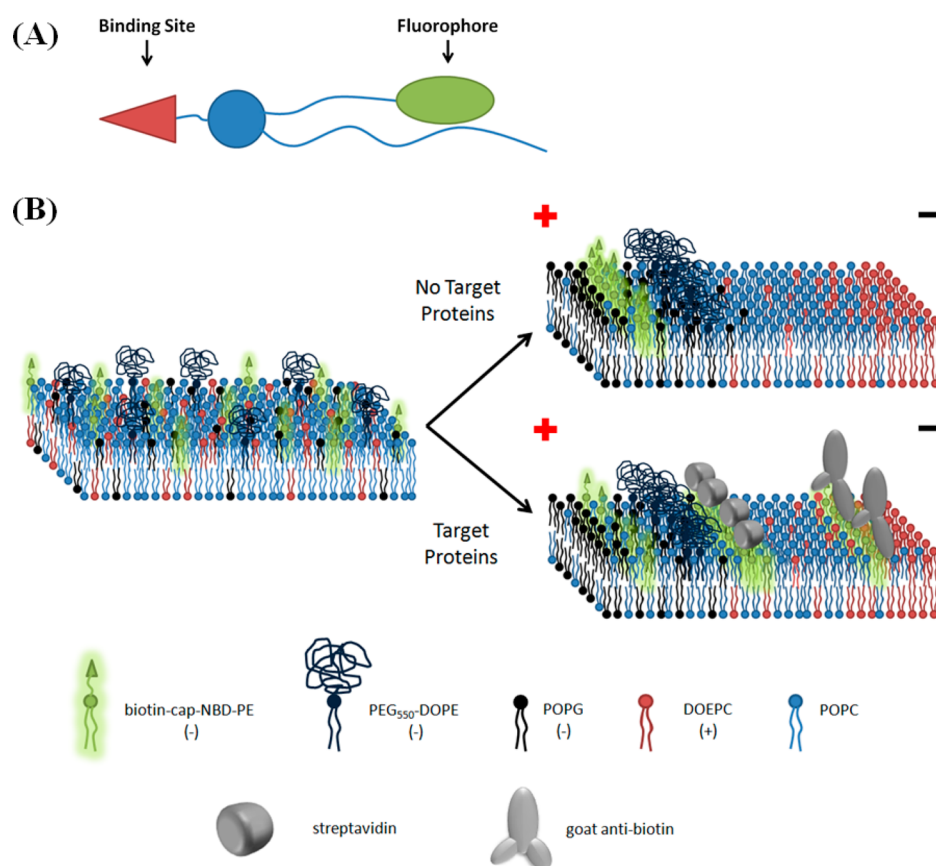 (A)
Binding Site
Fluorophore
(B)
+
−
No Target
Proteins
+
−
Target
Proteins
biotin-cap-NBD-PE
(-)
PEG₅₅₀-DOPE
(-)
POPG
(-)
DOEPC
(+)
POPC
streptavidin
goat anti-biotin